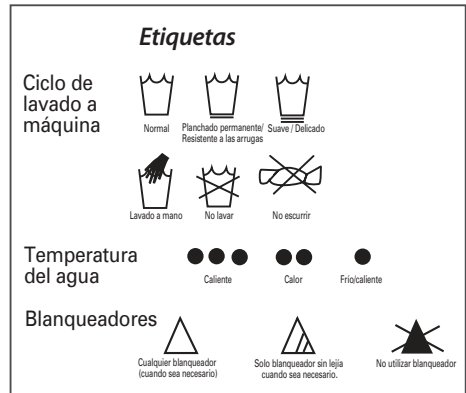 Etiquetas
Ciclo de
lavado a
máquina
Normal
Planchado permanente/
Resistente a las arrugas
Suave / Delicado
Lavado a mano
No lavar
No escurrir
Temperatura
del agua
Caliente
Calor
Frío/caliente
Blanqueadores
Cualquier blanqueador
(cuando sea necesario)
Solo blanqueador sin lejía
cuando sea necesario.
No utilizar blanqueador